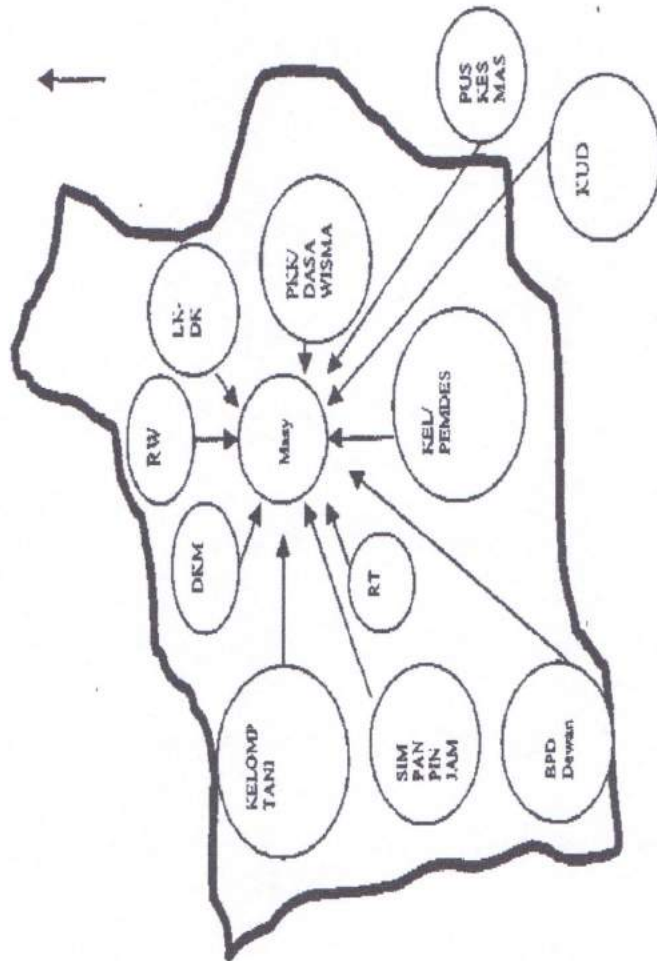 PUS
KES
MAS
KUD
PKK/
DASA
WISMA
LK-
DK
RW
Masy
KEL/
PEMDES
DKM
RT
KELOMP
TANI
SIM
PAN
PIN
JAM
BPD
Dewan